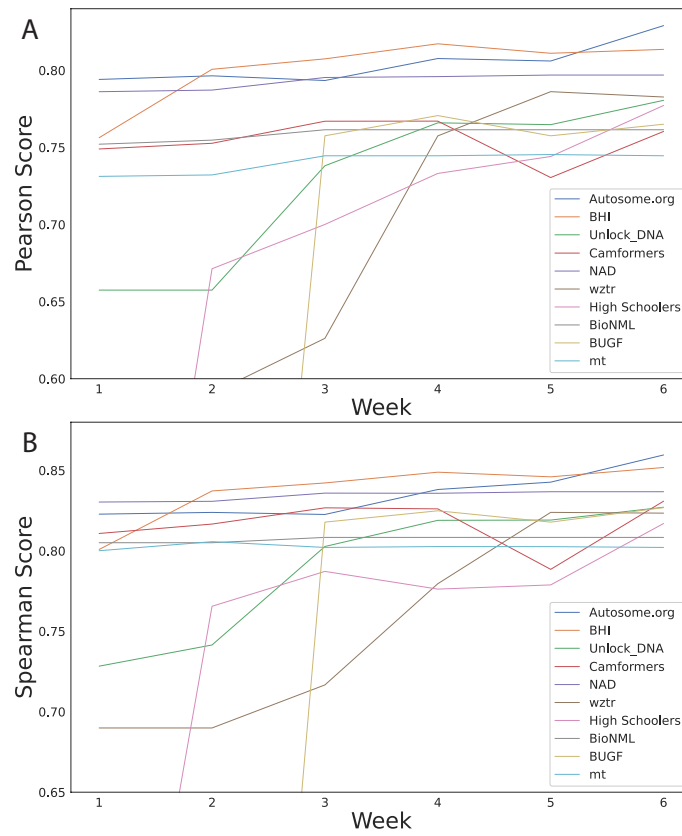 A
Pearson Score
0.80
0.75
0.70
0.65
0.60
Autosome.org
BHI
Unlock_DNA
Camformers
NAD
wztr
High Schoolers
BioNML
BUGF
mt
1 2 3 4 5 6
Week
B
Spearman Score
0.85
0.80
0.75
0.70
0.65
Autosome.org
BHI
Unlock_DNA
Camformers
NAD
wztr
High Schoolers
BioNML
BUGF
mt
1 2 3 4 5 6
Week